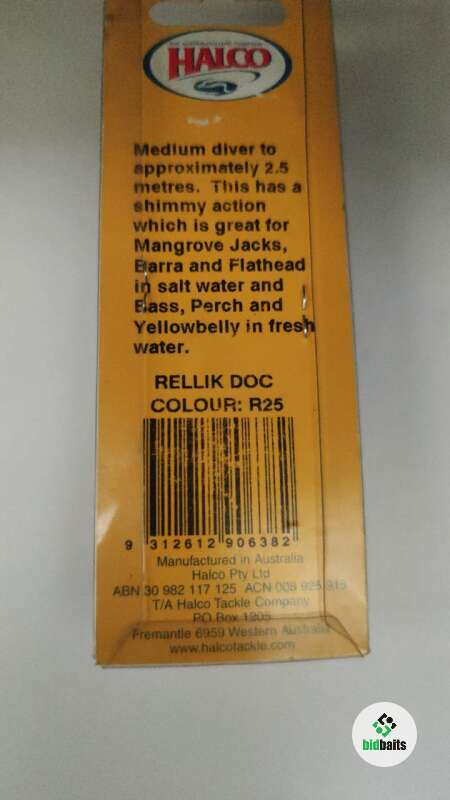 HALCO
Medium diver to
approximately 2.5
metres. This has a
shimmy action
which is great for
Mangrove Jacks,
Barra and Flathead
in salt water and
Bass, Perch and
Yellowbelly in fresh
water.
RELLIK DOC
COLOUR: R25
9 312612 906382
Manufactured in Australia
Halco Pty Ltd
ABN 30 982 117 125 ACN 008 925 915
T/A Halco Tackle Company
PO Box 1205
Fremantle 6959 Western Australia
www.halcotackle.com
bidbaits